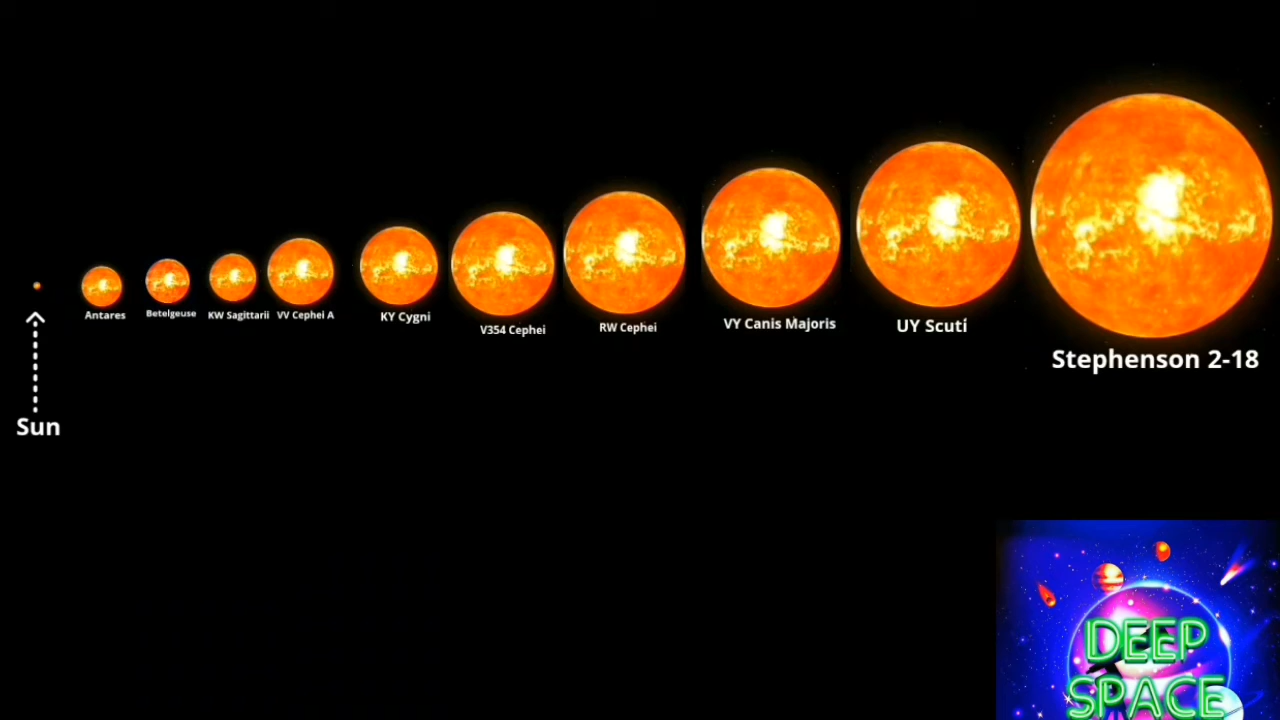 Sun
Antares
Betelgeuse
KW Sagittarii
VV Cephei A
KY Cygni
V354 Cephei
RW Cephei
VY Canis Majoris
UY Scuti
Stephenson 2-18
DEEP
SPACE